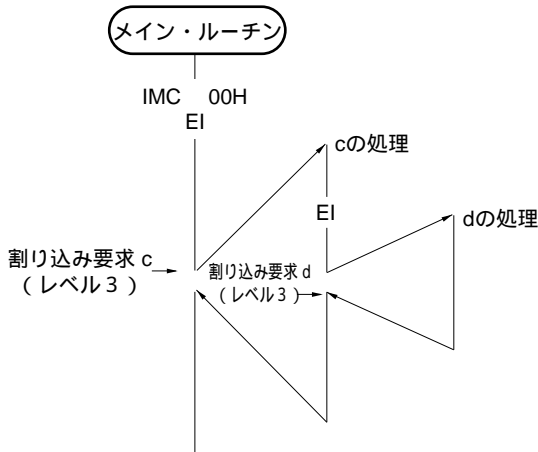 メイン・ルーチン
IMC 00H
EI
cの処理
EI
dの処理
割り込み要求 c
（レベル３）
割り込み要求 d
（レベル３）